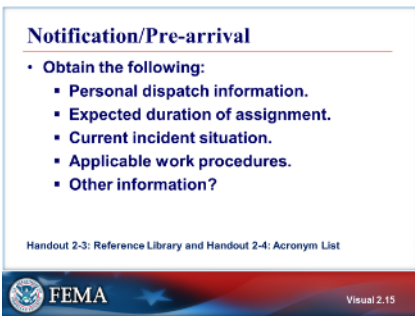 Notification/Pre-arrival
• Obtain the following:
▪ Personal dispatch information.
▪ Expected duration of assignment.
▪ Current incident situation.
▪ Applicable work procedures.
▪ Other information?
Handout 2-3: Reference Library and Handout 2-4: Acronym List
FEMA
Visual 2.15